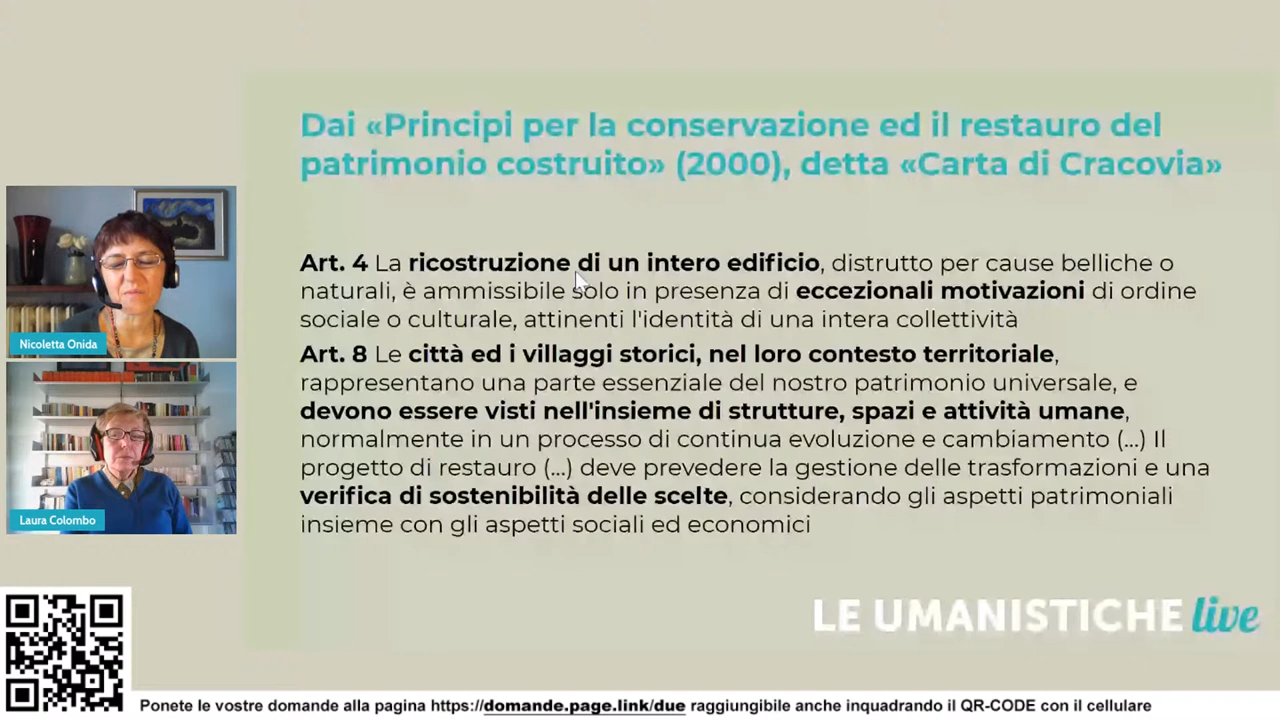 Dai «Principi per la conservazione ed il restauro del
patrimonio costruito» (2000), detta «Carta di Cracovia»
Art. 4 La ricostruzione di un intero edificio, distrutto per cause belliche o
naturali, è ammissibile solo in presenza di eccezionali motivazioni di ordine
sociale o culturale, attinenti l'identità di una intera collettività
Art. 8 Le città ed i villaggi storici, nel loro contesto territoriale,
rappresentano una parte essenziale del nostro patrimonio universale, e
devono essere visti nell'insieme di strutture, spazi e attività umane,
normalmente in un processo di continua evoluzione e cambiamento (...) Il
progetto di restauro (...) deve prevedere la gestione delle trasformazioni e una
verifica di sostenibilità delle scelte, considerando gli aspetti patrimoniali
insieme con gli aspetti sociali ed economici
Nicoletta Onida
Laura Colombo
LE UMANISTICHE live
Ponete le vostre domande alla pagina https://domande.page.link/due raggiungibile anche inquadrando il QR-CODE con il cellulare